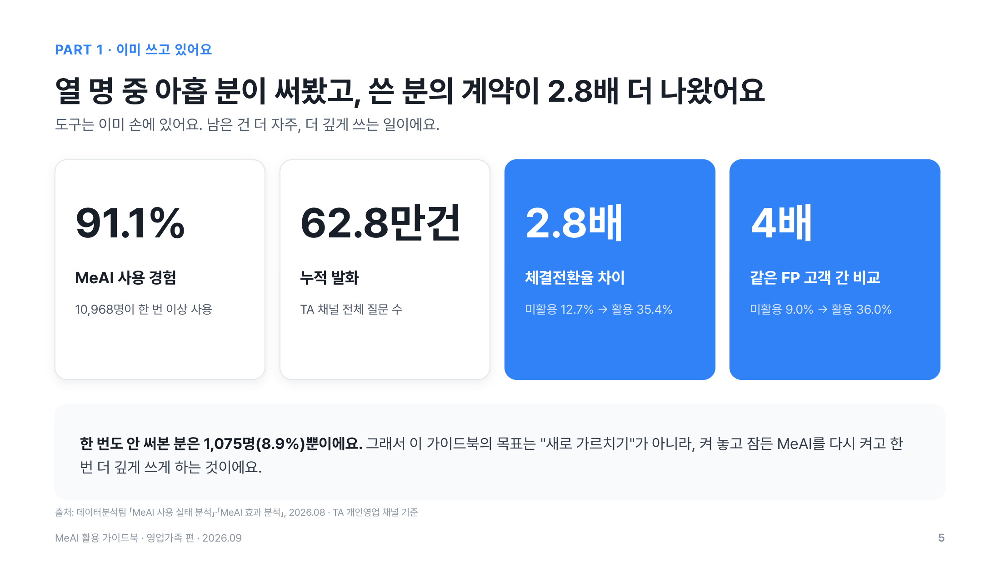 PART 1 · 이미 쓰고 있어요
열 명 중 아홉 분이 써봤고, 쓴 분의 계약이 2.8배 더 나왔어요
도구는 이미 손에 있어요. 남은 건 더 자주, 더 깊게 쓰는 일이에요.
91.1%
MeAI 사용 경험
10,968명이 한 번 이상 사용
62.8만건
누적 발화
TA 채널 전체 질문 수
2.8배
체결전환율 차이
미활용 12.7% → 활용 35.4%
4배
같은 FP 고객 간 비교
미활용 9.0% → 활용 36.0%
한 번도 안 써본 분은 1,075명(8.9%)뿐이에요. 그래서 이 가이드북의 목표는 "새로 가르치기"가 아니라, 켜 놓고 잠든 MeAI를 다시 켜고 한
번 더 깊게 쓰게 하는 것이에요.
출처: 데이터분석팀 ｢MeAI 사용 실태 분석｣·｢MeAI 효과 분석｣, 2026.08 · TA 개인영업 채널 기준
MeAI 활용 가이드북 · 영업가족 편 · 2026.09
5